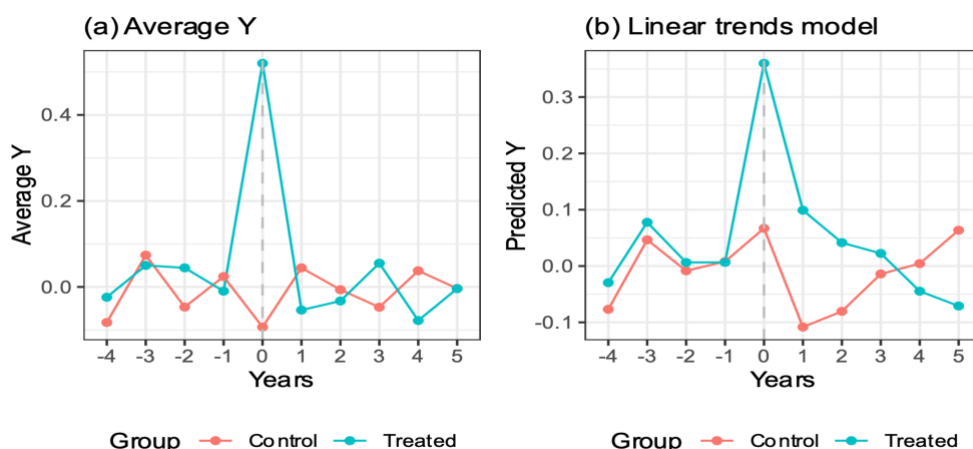 (a) Average Y
Average Y
0.4
0.2
0.0
-4 -3 -2 -1 0 1 2 3 4 5
Years
Group Control Treated
(b) Linear trends model
Predicted Y
0.3
0.1
0.0
-0.1
-4 -3 -2 -1 0 1 2 3 4 5
Years
Group Control Treated